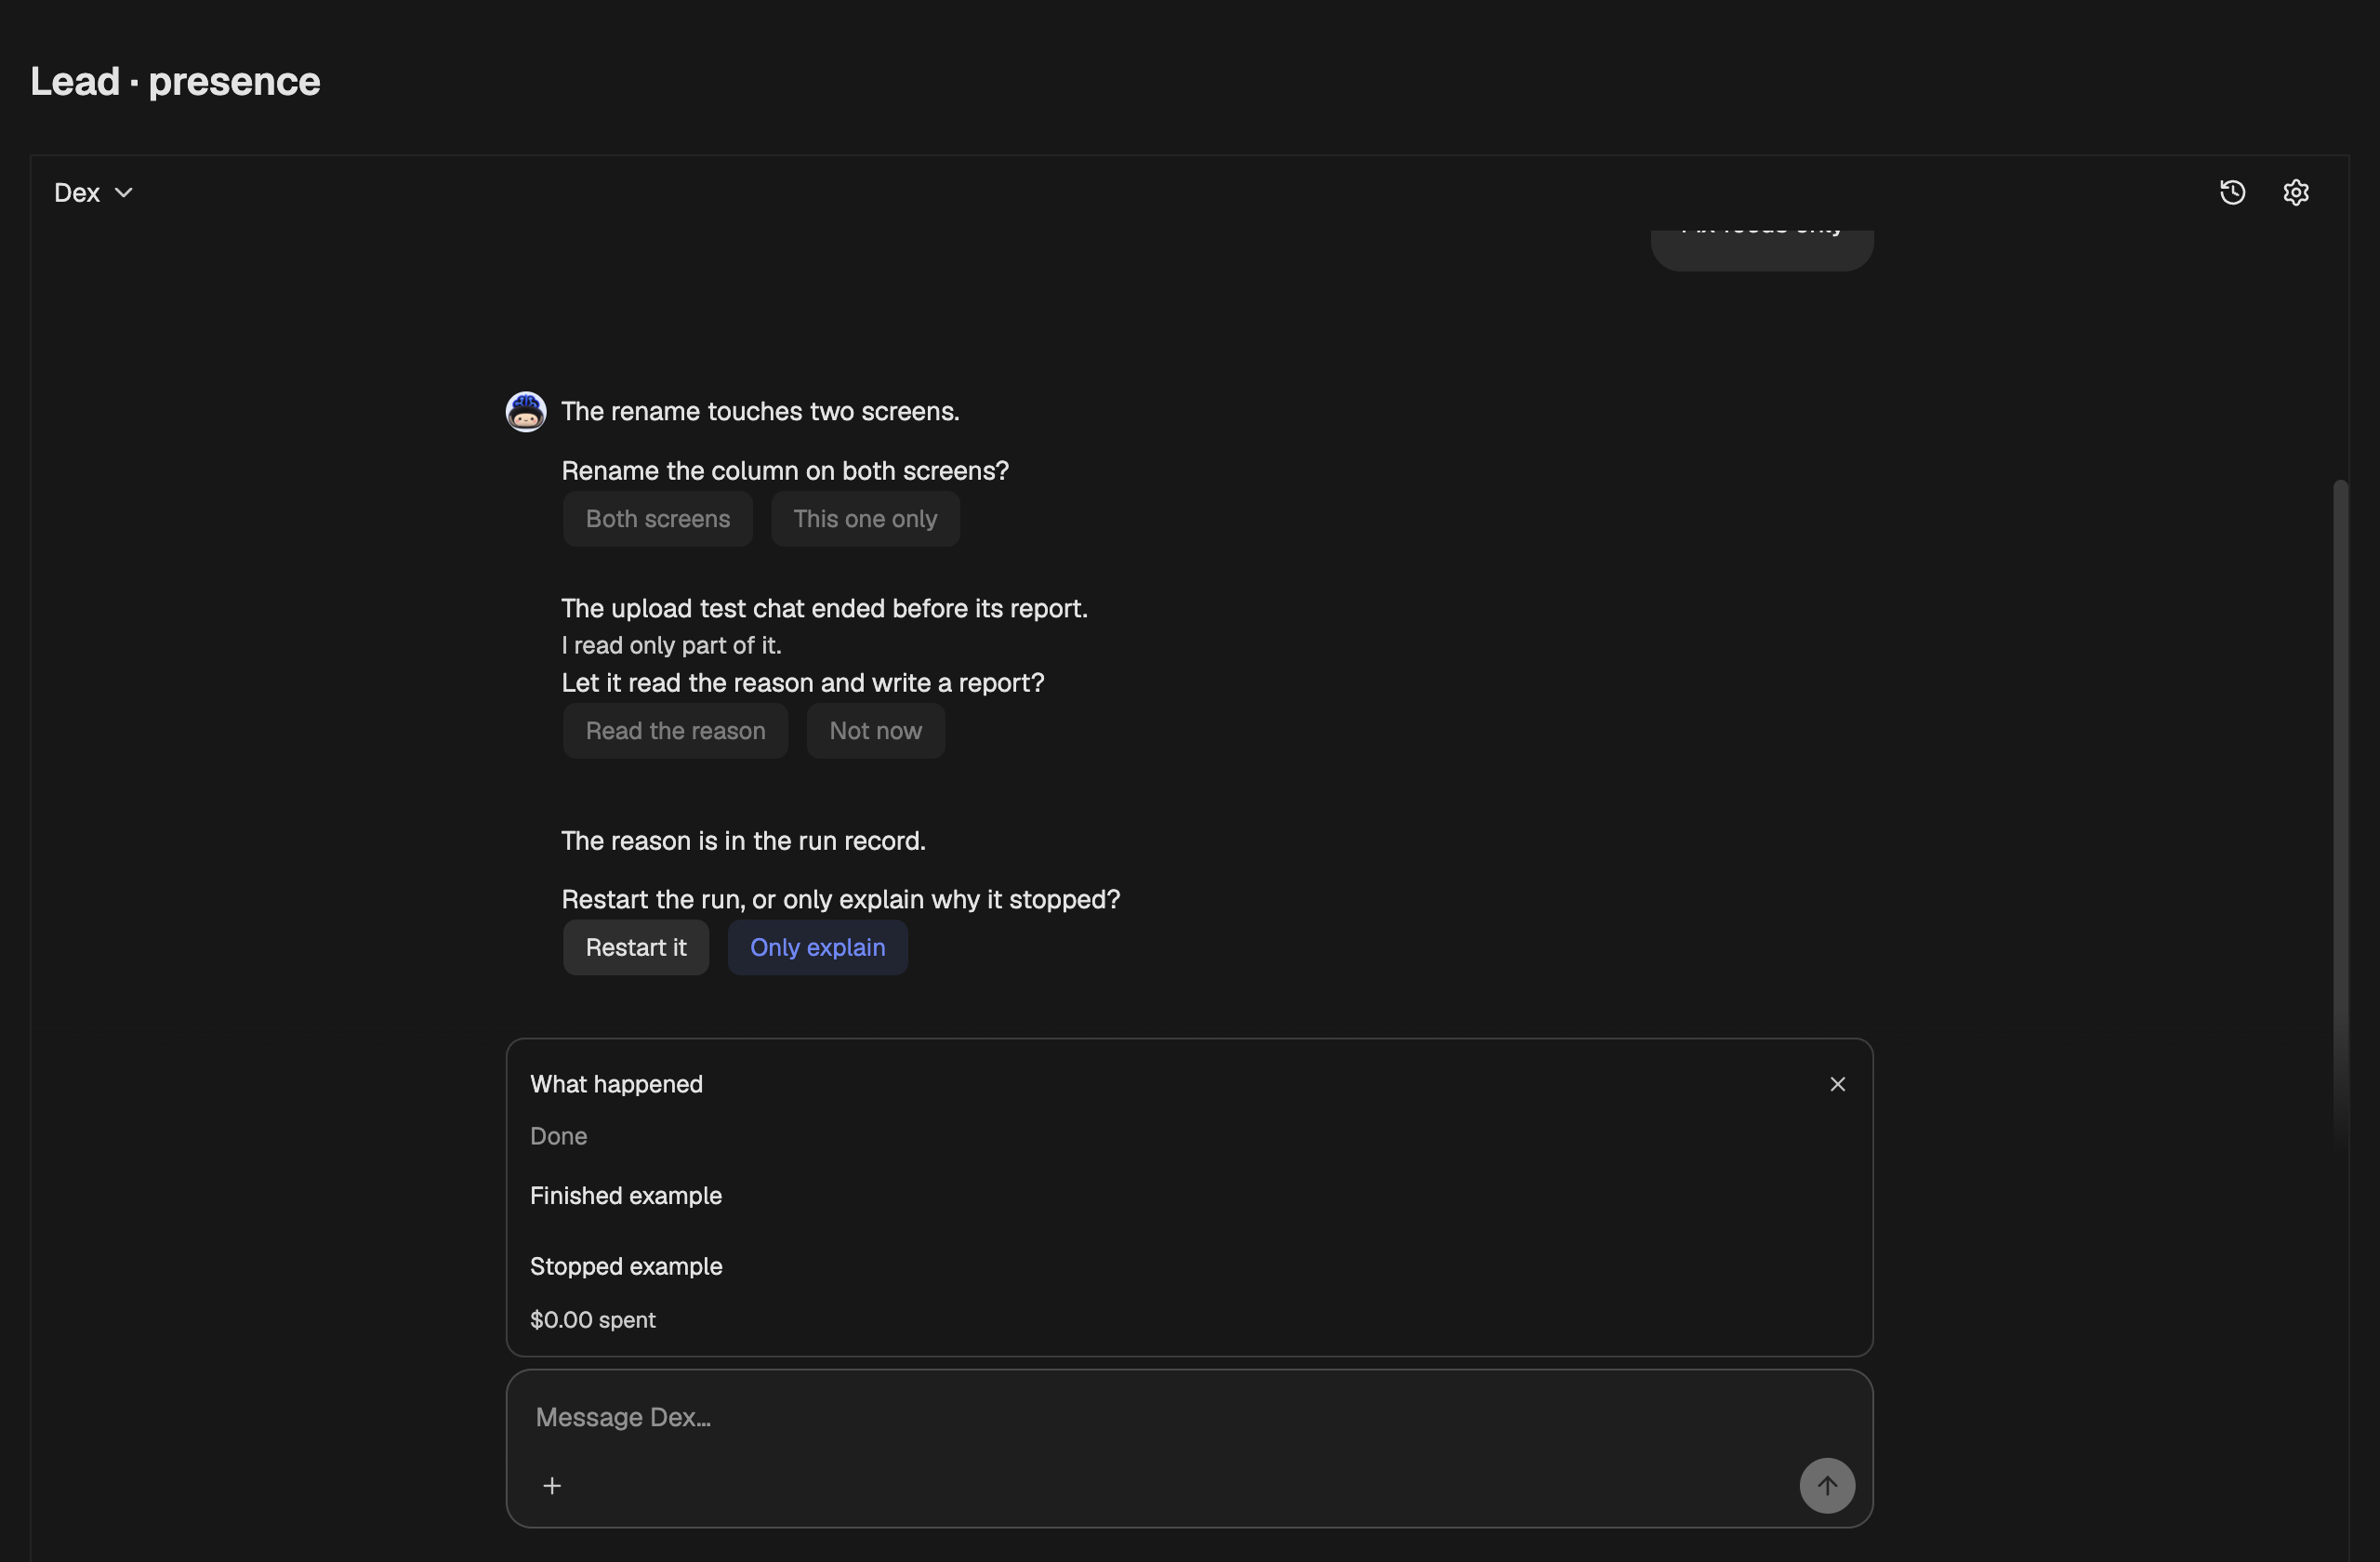 Lead · presence
Dex
The rename touches two screens.
Rename the column on both screens?
Both screens
This one only
The upload test chat ended before its report.
I read only part of it.
Let it read the reason and write a report?
Read the reason
Not now
The reason is in the run record.
Restart the run, or only explain why it stopped?
Restart it
Only explain
What happened
Done
Finished example
Stopped example
$0.00 spent
Message Dex...